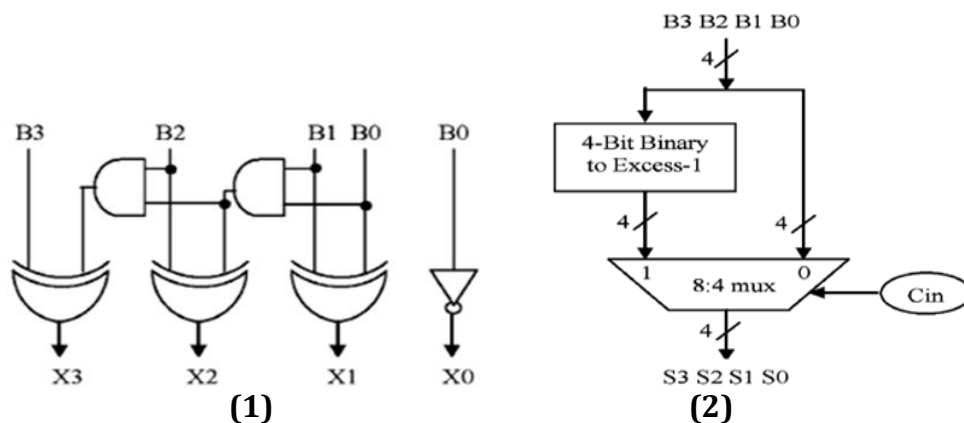 B3 B2 B1 B0 B0
X3 X2 X1 X0
(1)
B3 B2 B1 B0
4
4-Bit Binary
to Excess-1
4 4
1 0
8:4 mux
Cin
4
S3 S2 S1 S0
(2)